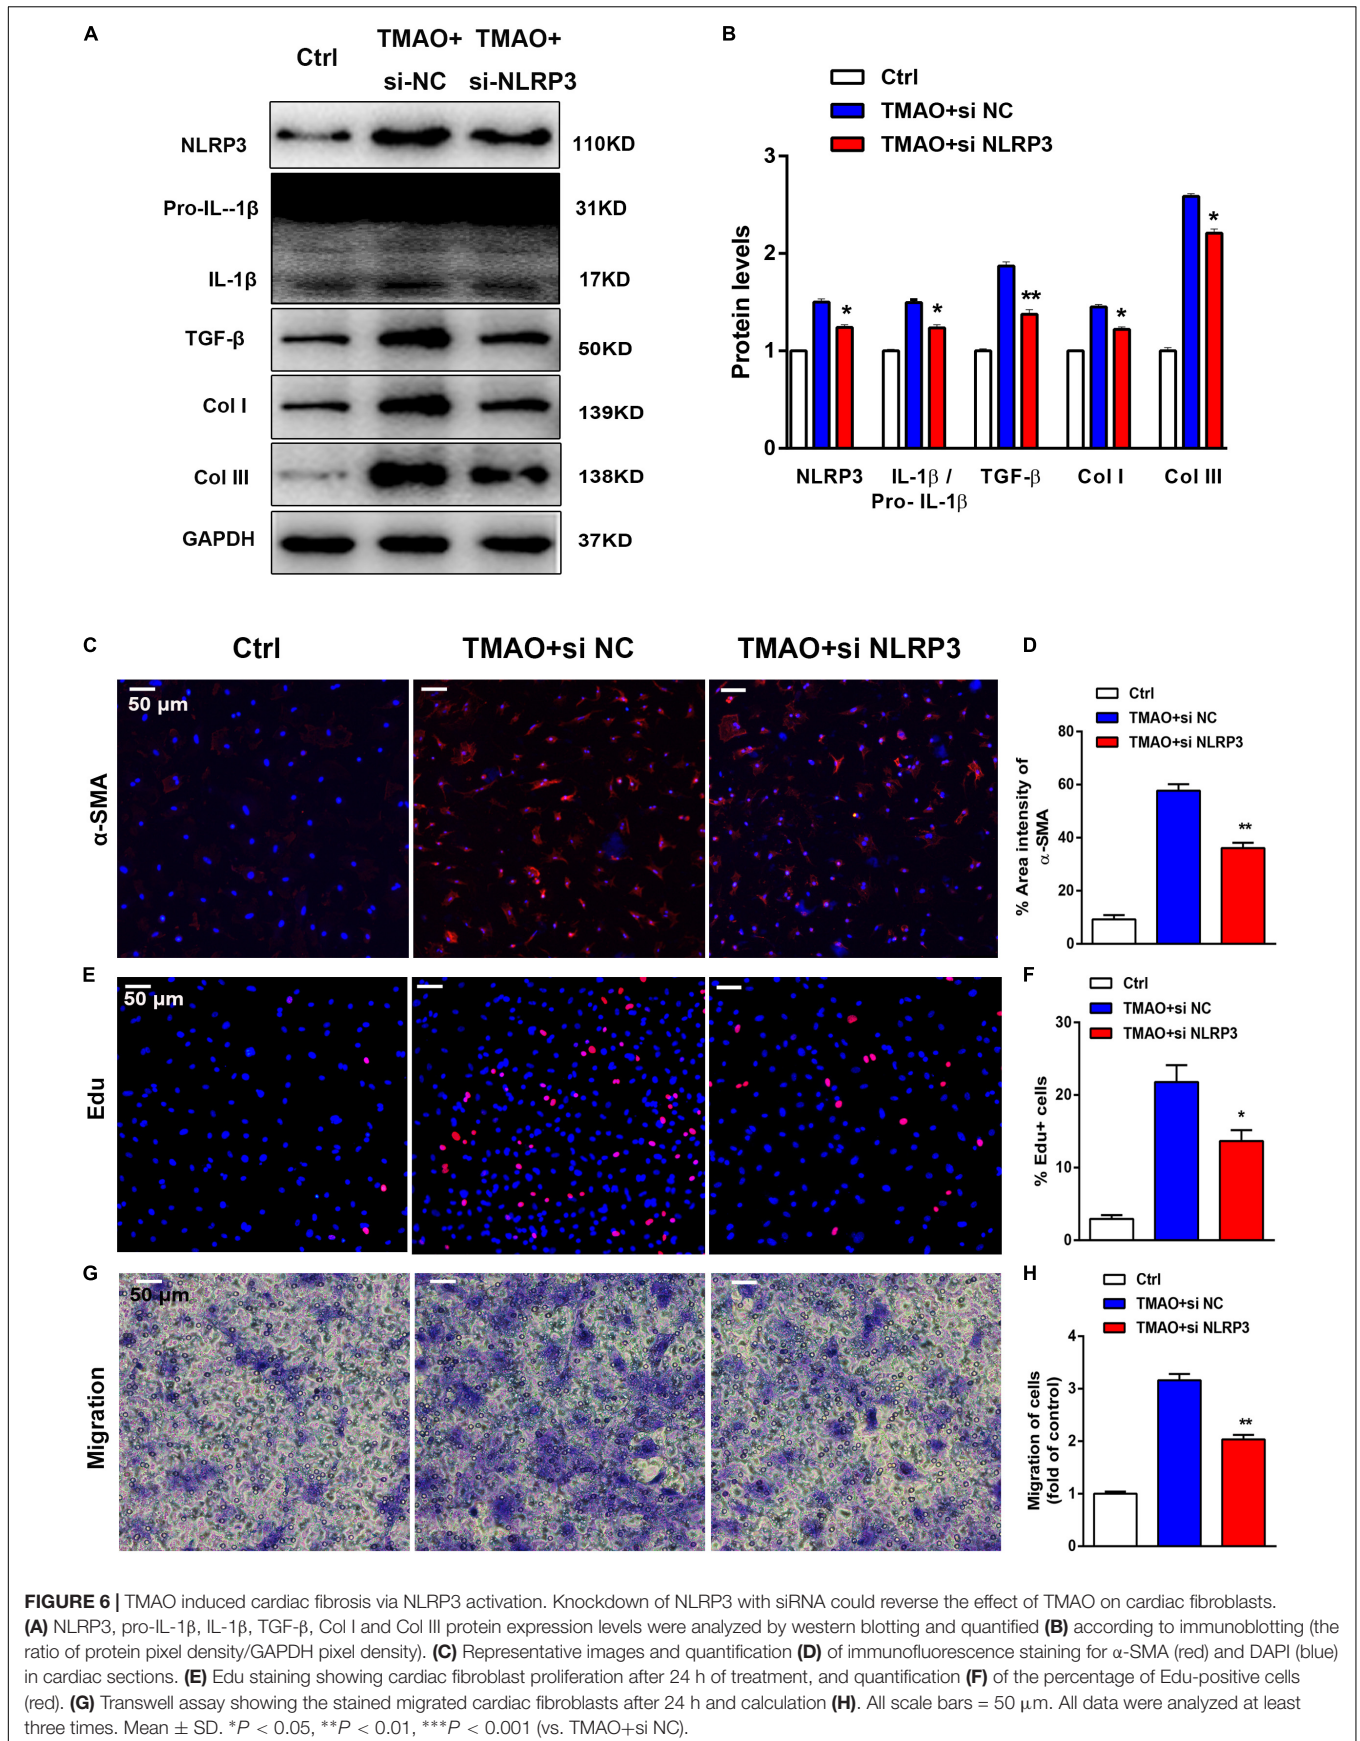 A
Ctrl
TMAO+
si-NC
TMAO+
si-NLRP3
NLRP3
110KD
Pro-IL--1β
31KD
IL-1β
17KD
TGF-β
50KD
Col I
139KD
Col III
138KD
GAPDH
37KD
B
Ctrl
TMAO+si NC
TMAO+si NLRP3
Protein levels
3
2
1
0
*
*
**
*
*
NLRP3
IL-1β /
Pro- IL-1β
TGF-β
Col I
Col III
C
Ctrl
TMAO+si NC
TMAO+si NLRP3
α-SMA
50 μm
D
Ctrl
TMAO+si NC
TMAO+si NLRP3
% Area intensity of
α-SMA
80
60
40
20
0
**
E
Edu
50 μm
F
Ctrl
TMAO+si NC
TMAO+si NLRP3
% Edu+ cells
30
20
10
0
*
G
Migration
50 μm
H
Ctrl
TMAO+si NC
TMAO+si NLRP3
Migration of cells
(fold of control)
4
3
2
1
0
**
FIGURE 6 | TMAO induced cardiac fibrosis via NLRP3 activation. Knockdown of NLRP3 with siRNA could reverse the effect of TMAO on cardiac fibroblasts.
(A) NLRP3, pro-IL-1β, IL-1β, TGF-β, Col I and Col III protein expression levels were analyzed by western blotting and quantified (B) according to immunoblotting (the
ratio of protein pixel density/GAPDH pixel density). (C) Representative images and quantification (D) of immunofluorescence staining for α-SMA (red) and DAPI (blue)
in cardiac sections. (E) Edu staining showing cardiac fibroblast proliferation after 24 h of treatment, and quantification (F) of the percentage of Edu-positive cells
(red). (G) Transwell assay showing the stained migrated cardiac fibroblasts after 24 h and calculation (H). All scale bars = 50 μm. All data were analyzed at least
three times. Mean ± SD. *P < 0.05, **P < 0.01, ***P < 0.001 (vs. TMAO+si NC).